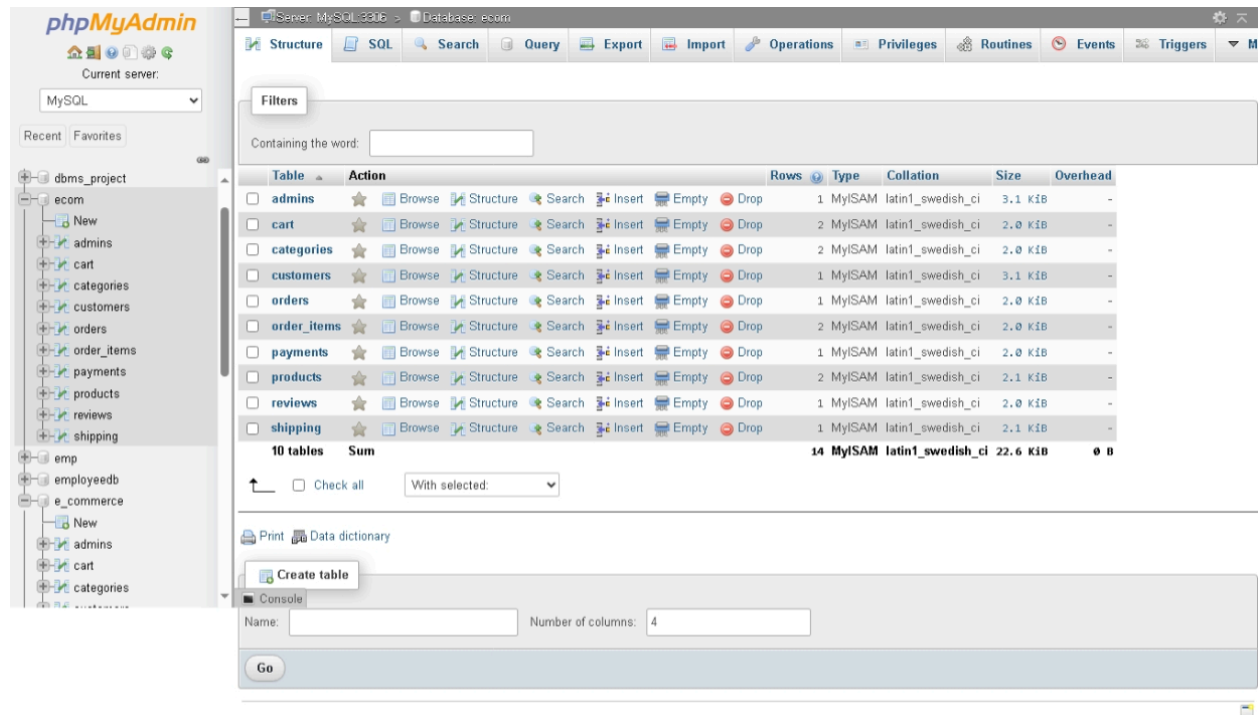 phpMyAdmin
Current server:
MySQL
Recent Favorites
dbms_project
ecom
New
admins
cart
categories
customers
orders
order_items
payments
products
reviews
shipping
emp
employeedb
e_commerce
New
admins
cart
categories
Server: MySQL:3306 » Database: ecom
Structure SQL Search Query Export Import Operations Privileges Routines Events Triggers M
Filters
Containing the word:
Table Action Rows Type Collation Size Overhead
admins Browse Structure Search Insert Empty Drop 1 MyISAM latin1_swedish_ci 3.1 KiB -
cart Browse Structure Search Insert Empty Drop 2 MyISAM latin1_swedish_ci 2.0 KiB -
categories Browse Structure Search Insert Empty Drop 2 MyISAM latin1_swedish_ci 2.0 KiB -
customers Browse Structure Search Insert Empty Drop 1 MyISAM latin1_swedish_ci 3.1 KiB -
orders Browse Structure Search Insert Empty Drop 1 MyISAM latin1_swedish_ci 2.0 KiB -
order_items Browse Structure Search Insert Empty Drop 2 MyISAM latin1_swedish_ci 2.0 KiB -
payments Browse Structure Search Insert Empty Drop 1 MyISAM latin1_swedish_ci 2.0 KiB -
products Browse Structure Search Insert Empty Drop 2 MyISAM latin1_swedish_ci 2.1 KiB -
reviews Browse Structure Search Insert Empty Drop 1 MyISAM latin1_swedish_ci 2.0 KiB -
shipping Browse Structure Search Insert Empty Drop 1 MyISAM latin1_swedish_ci 2.1 KiB -
10 tables Sum 14 MyISAM latin1_swedish_ci 22.6 KiB 0 B
Check all With selected:
Print Data dictionary
Create table
Console
Name: Number of columns: 4
Go